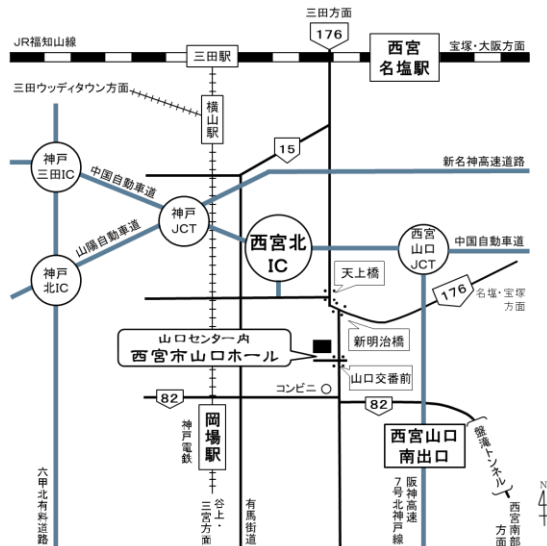 三田方面
176
JR福知山線
三田駅
西宮
名塩駅
宝塚・大阪方面
三田ウッディタウン方面
横山駅
15
神戸
三田IC
中国自動車道
新名神高速道路
神戸
JCT
西宮北
IC
西宮
山口
JCT
中国自動車道
山陽自動車道
神戸
北IC
天上橋
176
名塩・宝塚
方面
新明治橋
山口センター内
西宮市山口ホール
山口交番前
コンビニ
82
82
神戸電鉄
岡場駅
西宮山口
南出口
盤滝トンネル
六甲北有料道路
谷上・
三宮方面
有馬街道
阪神高速
7号北神戸線
西宮南部
方面
N
4